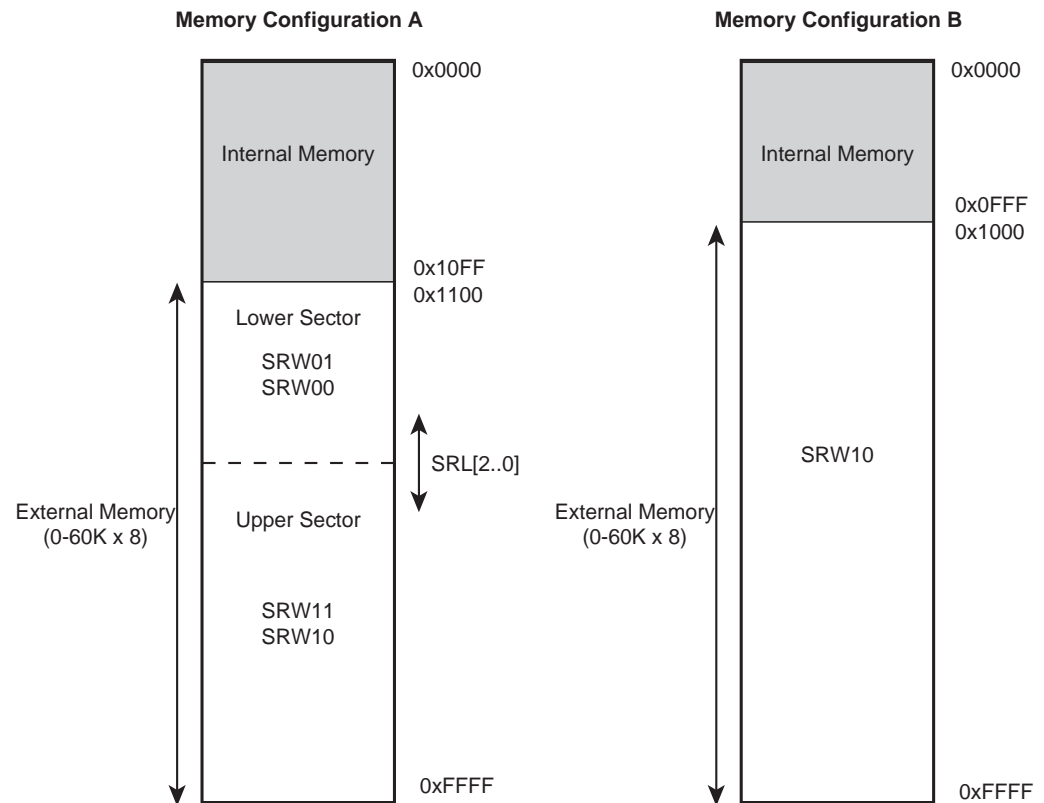 Memory Configuration A
0x0000
Internal Memory
0x10FF
0x1100
Lower Sector
SRW01
SRW00
SRL[2..0]
External Memory
(0-60K x 8)
Upper Sector
SRW11
SRW10
0xFFFF
Memory Configuration B
0x0000
Internal Memory
0x0FFF
0x1000
SRW10
External Memory
(0-60K x 8)
0xFFFF